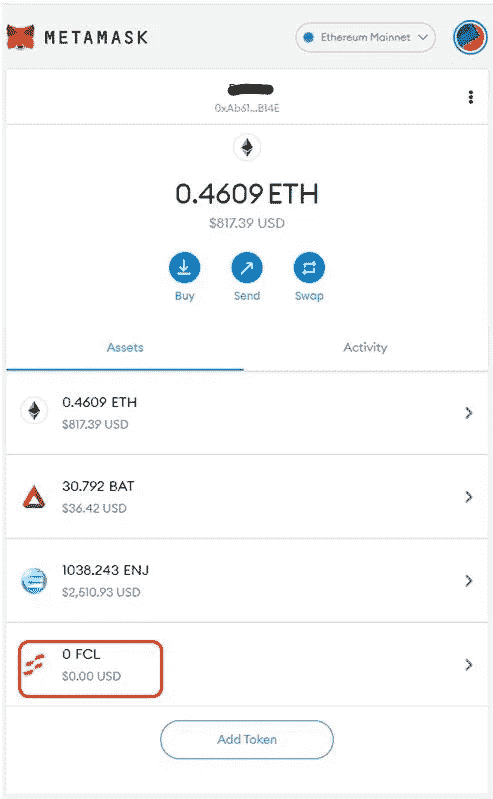 METAMASK
Ethereum Mainnet
0xAb61...B14E
0.4609 ETH
$817.39 USD
Buy
Send
Swap
Assets
Activity
0.4609 ETH
$817.39 USD
30.792 BAT
$36.42 USD
1038.243 ENJ
$2,510.93 USD
0 FCL
$0.00 USD
Add Token